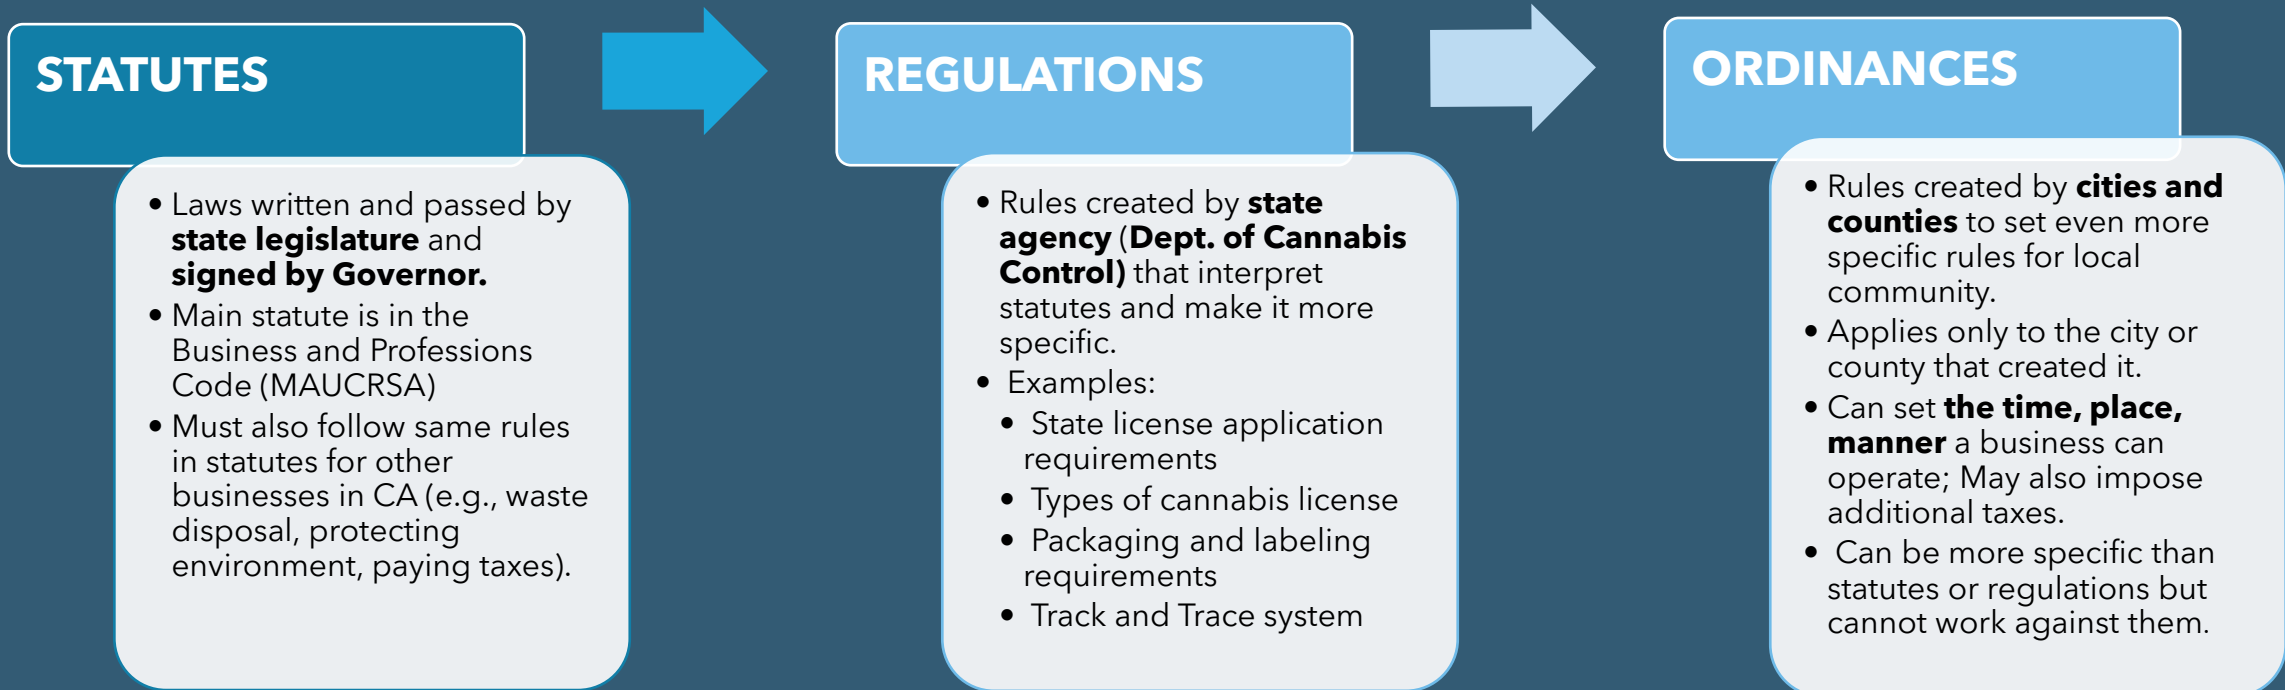 STATUTES
• Laws written and passed by
state legislature and
signed by Governor.
• Main statute is in the
Business and Professions
Code (MAUCRSA)
• Must also follow same rules
in statutes for other
businesses in CA (e.g., waste
disposal, protecting
environment, paying taxes).
REGULATIONS
• Rules created by state
agency (Dept. of Cannabis
Control) that interpret
statutes and make it more
specific.
• Examples:
• State license application
requirements
• Types of cannabis license
• Packaging and labeling
requirements
• Track and Trace system
ORDINANCES
• Rules created by cities and
counties to set even more
specific rules for local
community.
• Applies only to the city or
county that created it.
• Can set the time, place,
manner a business can
operate; May also impose
additional taxes.
• Can be more specific than
statutes or regulations but
cannot work against them.